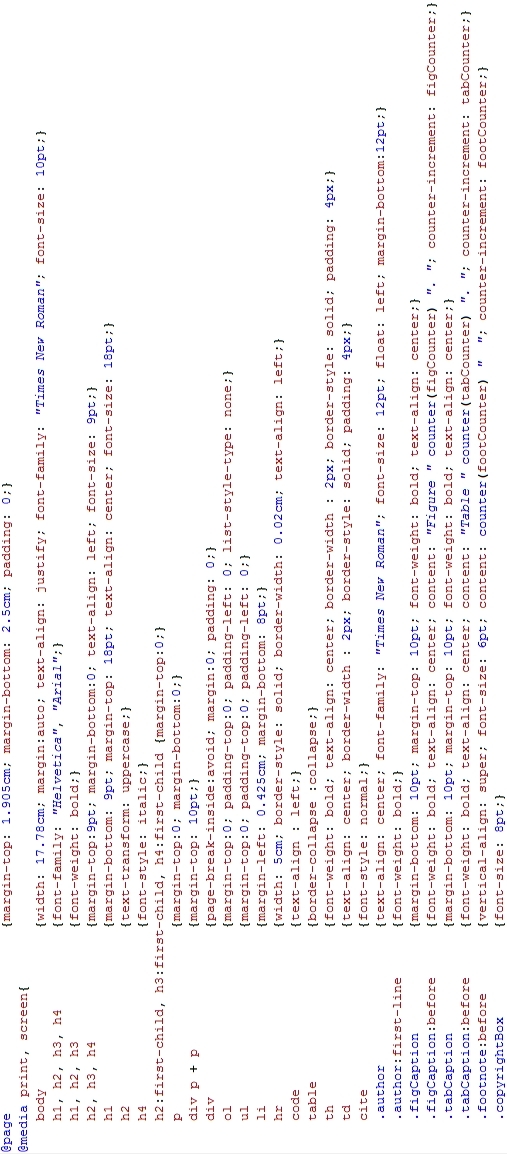 @page {margin-top: 1.905cm; margin-bottom: 2.5cm; padding: 0;}
@media print, screen{
body {width: 17.78cm; margin:auto; text-align: justify; font-family: "Times New Roman"; font-size: 10pt;}
h1, h2, h3, h4 {font-family: "Helvetica", "Arial";}
h1, h2, h3 {font-weight: bold;}
h2, h3, h4 {margin-top:9pt; margin-bottom:0; text-align: left; font-size: 9pt;}
h1 {margin-bottom: 9pt; margin-top: 18pt; text-align: center; font-size: 18pt;}
h2 {text-transform: uppercase;}
h4 {font-style: italic;}
h2:first-child, h3:first-child, h4:first-child {margin-top:0;}
p {margin-top:0; margin-bottom:0;}
div p + p {margin-top: 10pt;}
div {page-break-inside:avoid; margin:0; padding: 0;}
ol {margin-top:0; padding-top:0; padding-left: 0; list-style-type: none;}
ul {margin-top:0; padding-top:0; padding-left: 0;}
li {margin-left: 0.425cm; margin-bottom: 8pt;}
hr {width: 5cm; border-style: solid; border-width: 0.02cm; text-align: left;}
code {text-align : left;}
table {border-collapse :collapse;}
th {font-weight: bold; text-align: center; border-width : 2px; border-style: solid; padding: 4px;}
td {text-align: center; border-width : 2px; border-style: solid; padding: 4px;}
cite {font-style: normal;}
.author {text-align: center; font-family: "Times New Roman"; font-size: 12pt; float: left; margin-bottom:12pt;}
.author:first-line {font-weight: bold;}
.figCaption {margin-bottom: 10pt; margin-top: 10pt; font-weight: bold; text-align: center;}
.figCaption:before {font-weight: bold; text-align: center; content: "Figure " counter(figCounter) ". "; counter-increment: figCounter;}
.tabCaption {margin-bottom: 10pt; margin-top: 10pt; font-weight: bold; text-align: center;}
.tabCaption:before {font-weight: bold; text-align: center; content: "Table " counter(tabCounter) ". "; counter-increment: tabCounter;}
.footnote:before {vertical-align: super; font-size: 6pt; content: counter(footCounter) " "; counter-increment: footCounter;}
.copyrightBox {font-size: 8pt;}